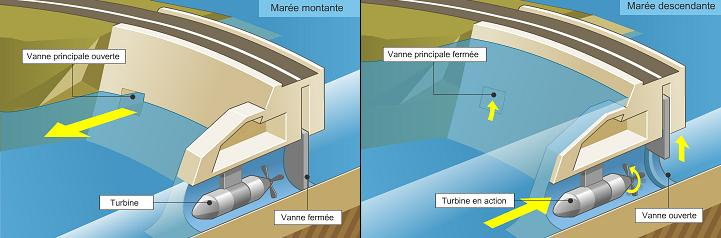 Marée montante
Vanne principale ouverte
Turbine
Vanne fermée
Marée descendante
Vanne principale fermée
Turbine en action
Vanne ouverte